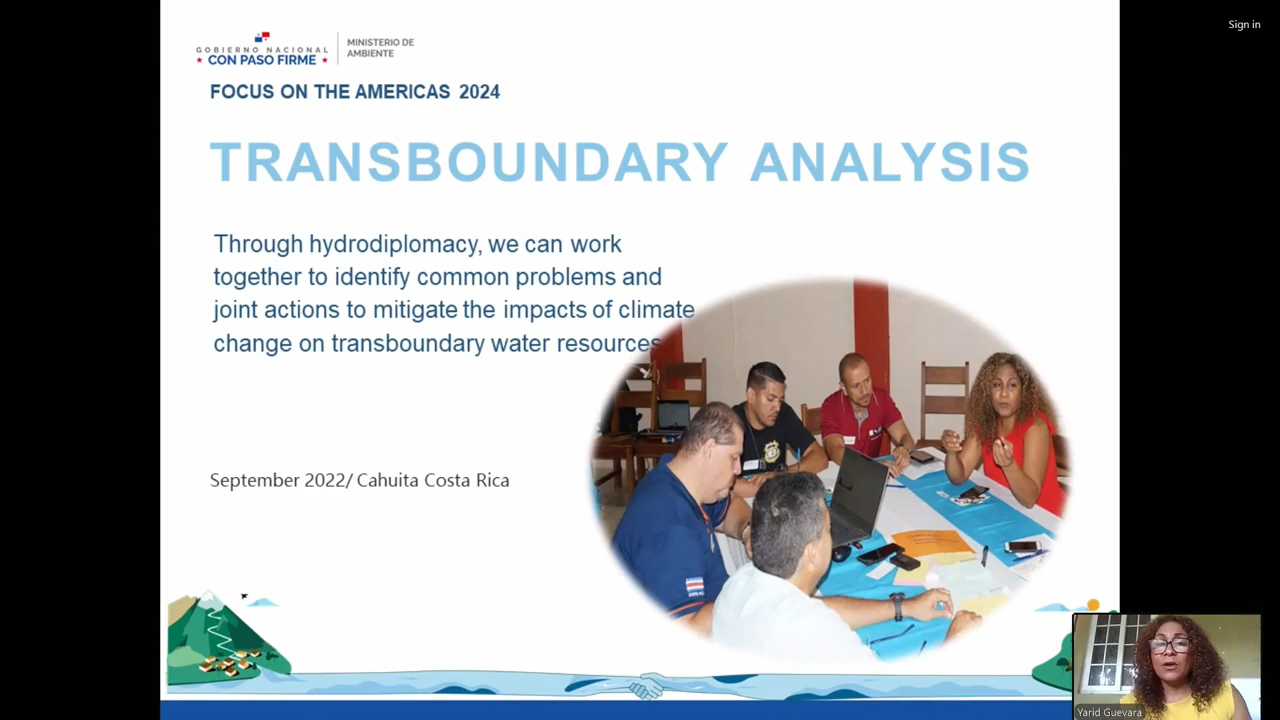 Sign in
GOBIERNO NACIONAL
CON PASO FIRME
MINISTERIO DE
AMBIENTE
FOCUS ON THE AMERICAS 2024
TRANSBOUNDARY ANALYSIS
Through hydrodiplomacy, we can work
together to identify common problems and
joint actions to mitigate the impacts of climate
change on transboundary water resources
September 2022/ Cahuita Costa Rica
Yarid Guevara